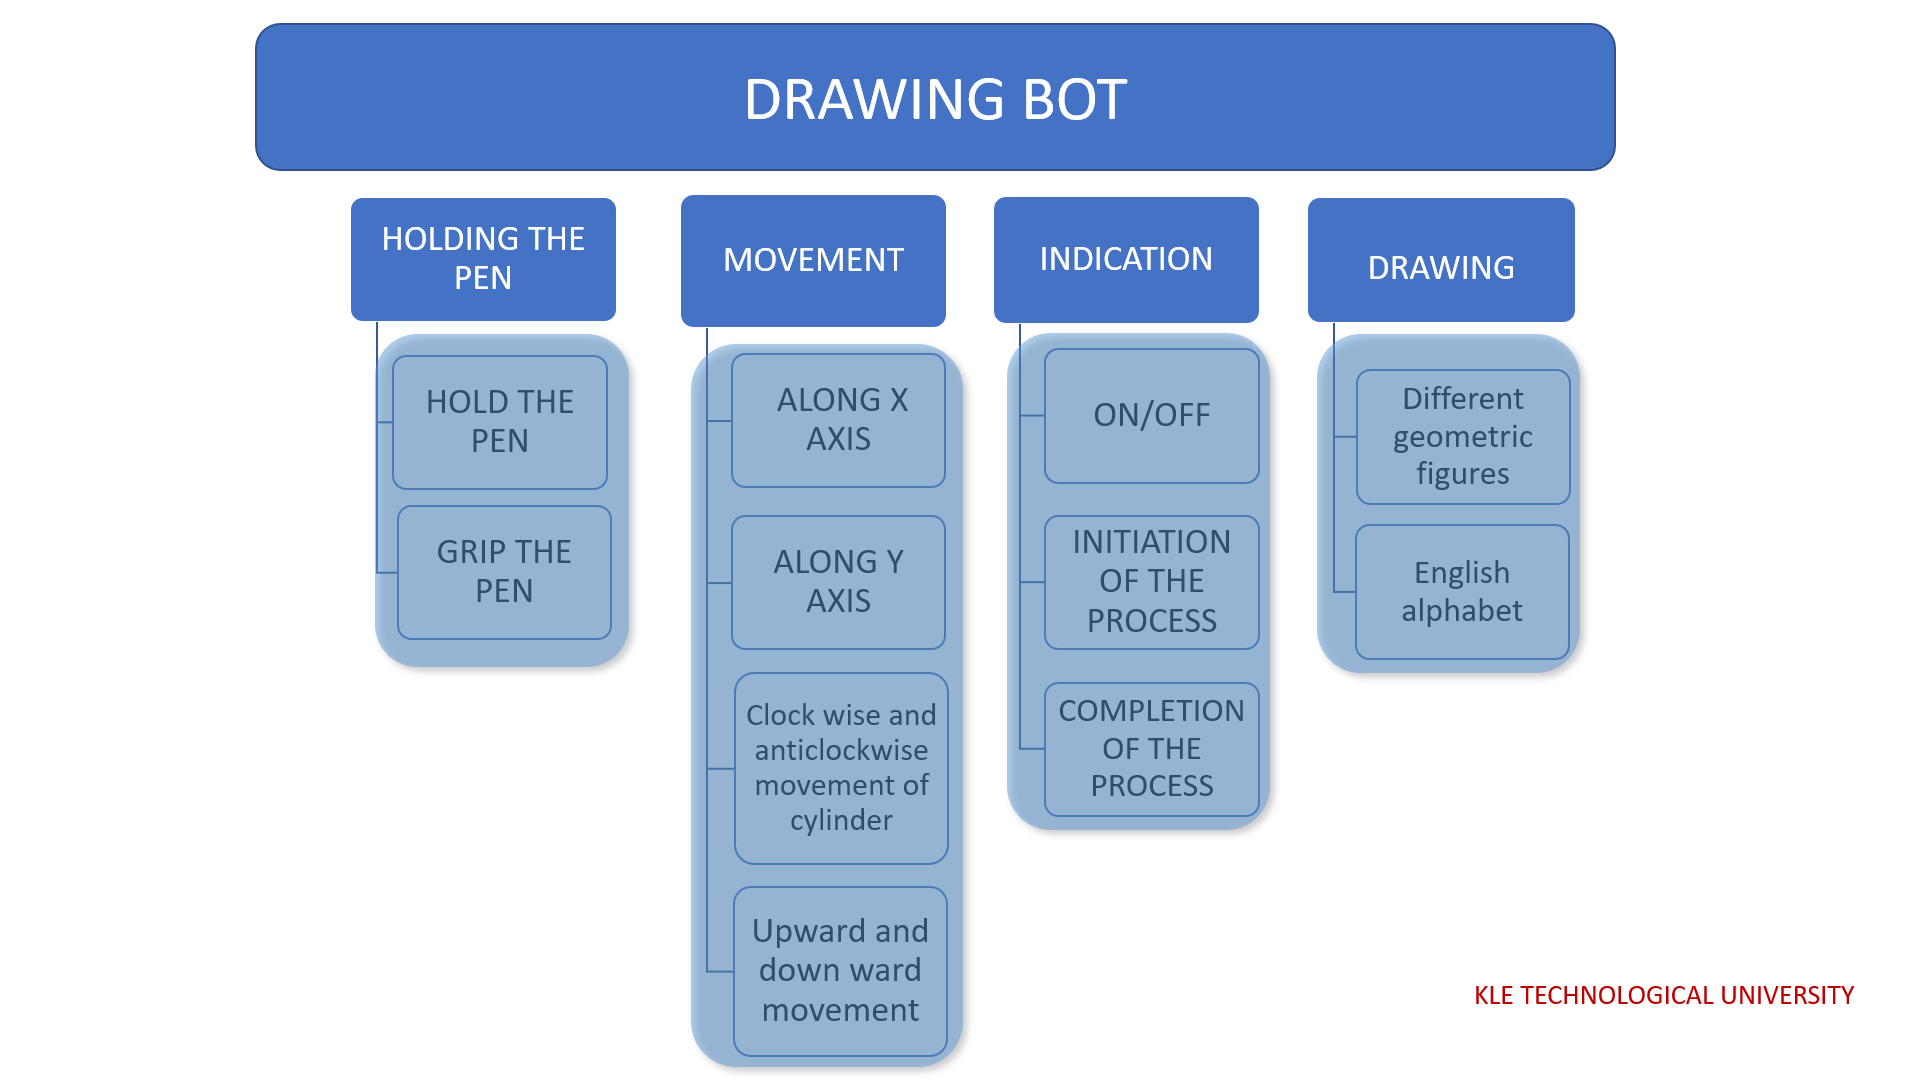 DRAWING BOT
HOLDING THE
PEN
HOLD THE
PEN
GRIP THE
PEN
MOVEMENT
ALONG X
AXIS
ALONG Y
AXIS
Clock wise and
anticlockwise
movement of
cylinder
Upward and
down ward
movement
INDICATION
ON/OFF
INITIATION
OF THE
PROCESS
COMPLETION
OF THE
PROCESS
DRAWING
Different
geometric
figures
English
alphabet
KLE TECHNOLOGICAL UNIVERSITY